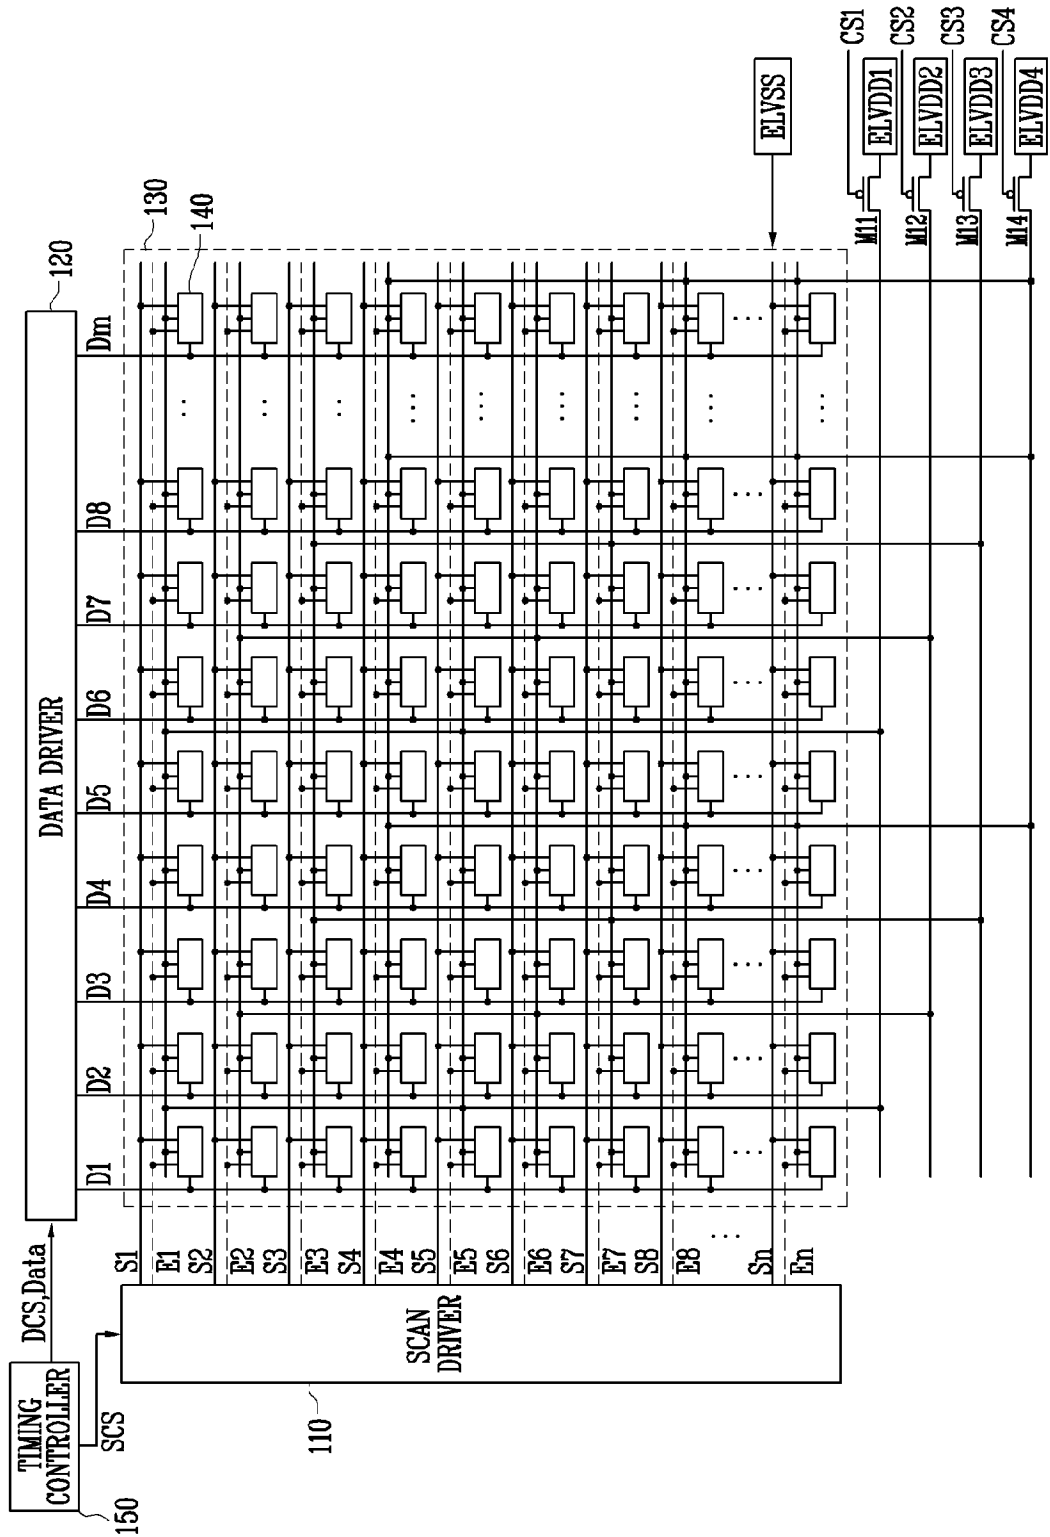 TIMING
CONTROLLER
150
DCS,Data
SCS
DATA DRIVER
120
D1
D2
D3
D4
D5
D6
D7
D8
Dm
130
140
SCAN
DRIVER
110
S1
E1
S2
E2
S3
E3
S4
E4
S5
E5
S6
E6
S7
E7
S8
E8
Sn
En
ELVSS
M11
CS1
ELVDD1
M12
CS2
ELVDD2
M13
CS3
ELVDD3
M14
CS4
ELVDD4